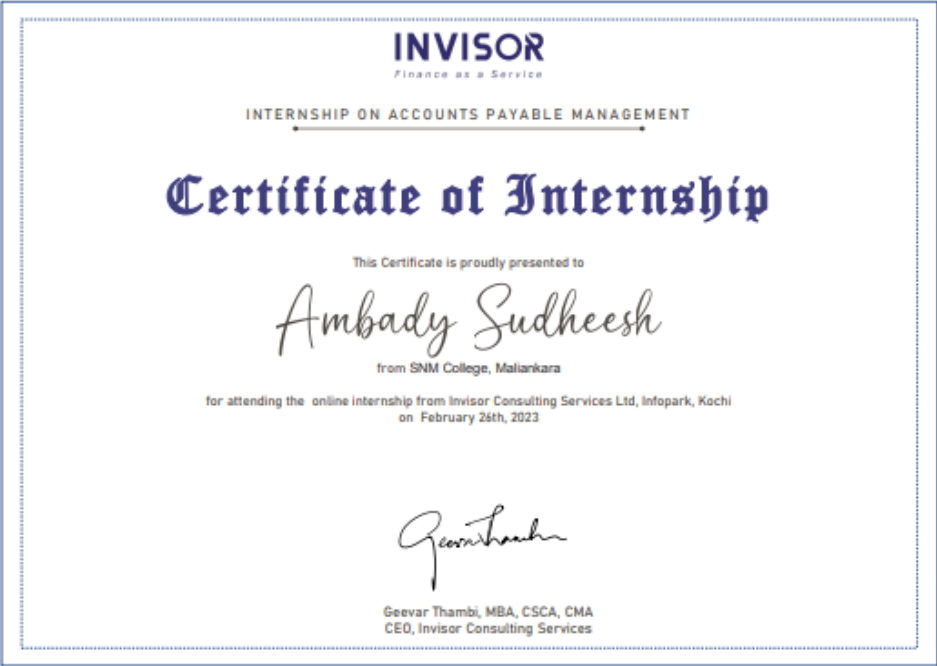 INVISOR
Finance as a Service
INTERNSHIP ON ACCOUNTS PAYABLE MANAGEMENT
Certificate of Internship
This Certificate is proudly presented to
Ambady Sudheesh
from SNM College, Maliankara
for attending the online internship from Invisor Consulting Services Ltd, Infopark, Kochi
on February 26th, 2023
Geevar Thambi
Geevar Thambi, MBA, CSCA, CMA
CEO, Invisor Consulting Services